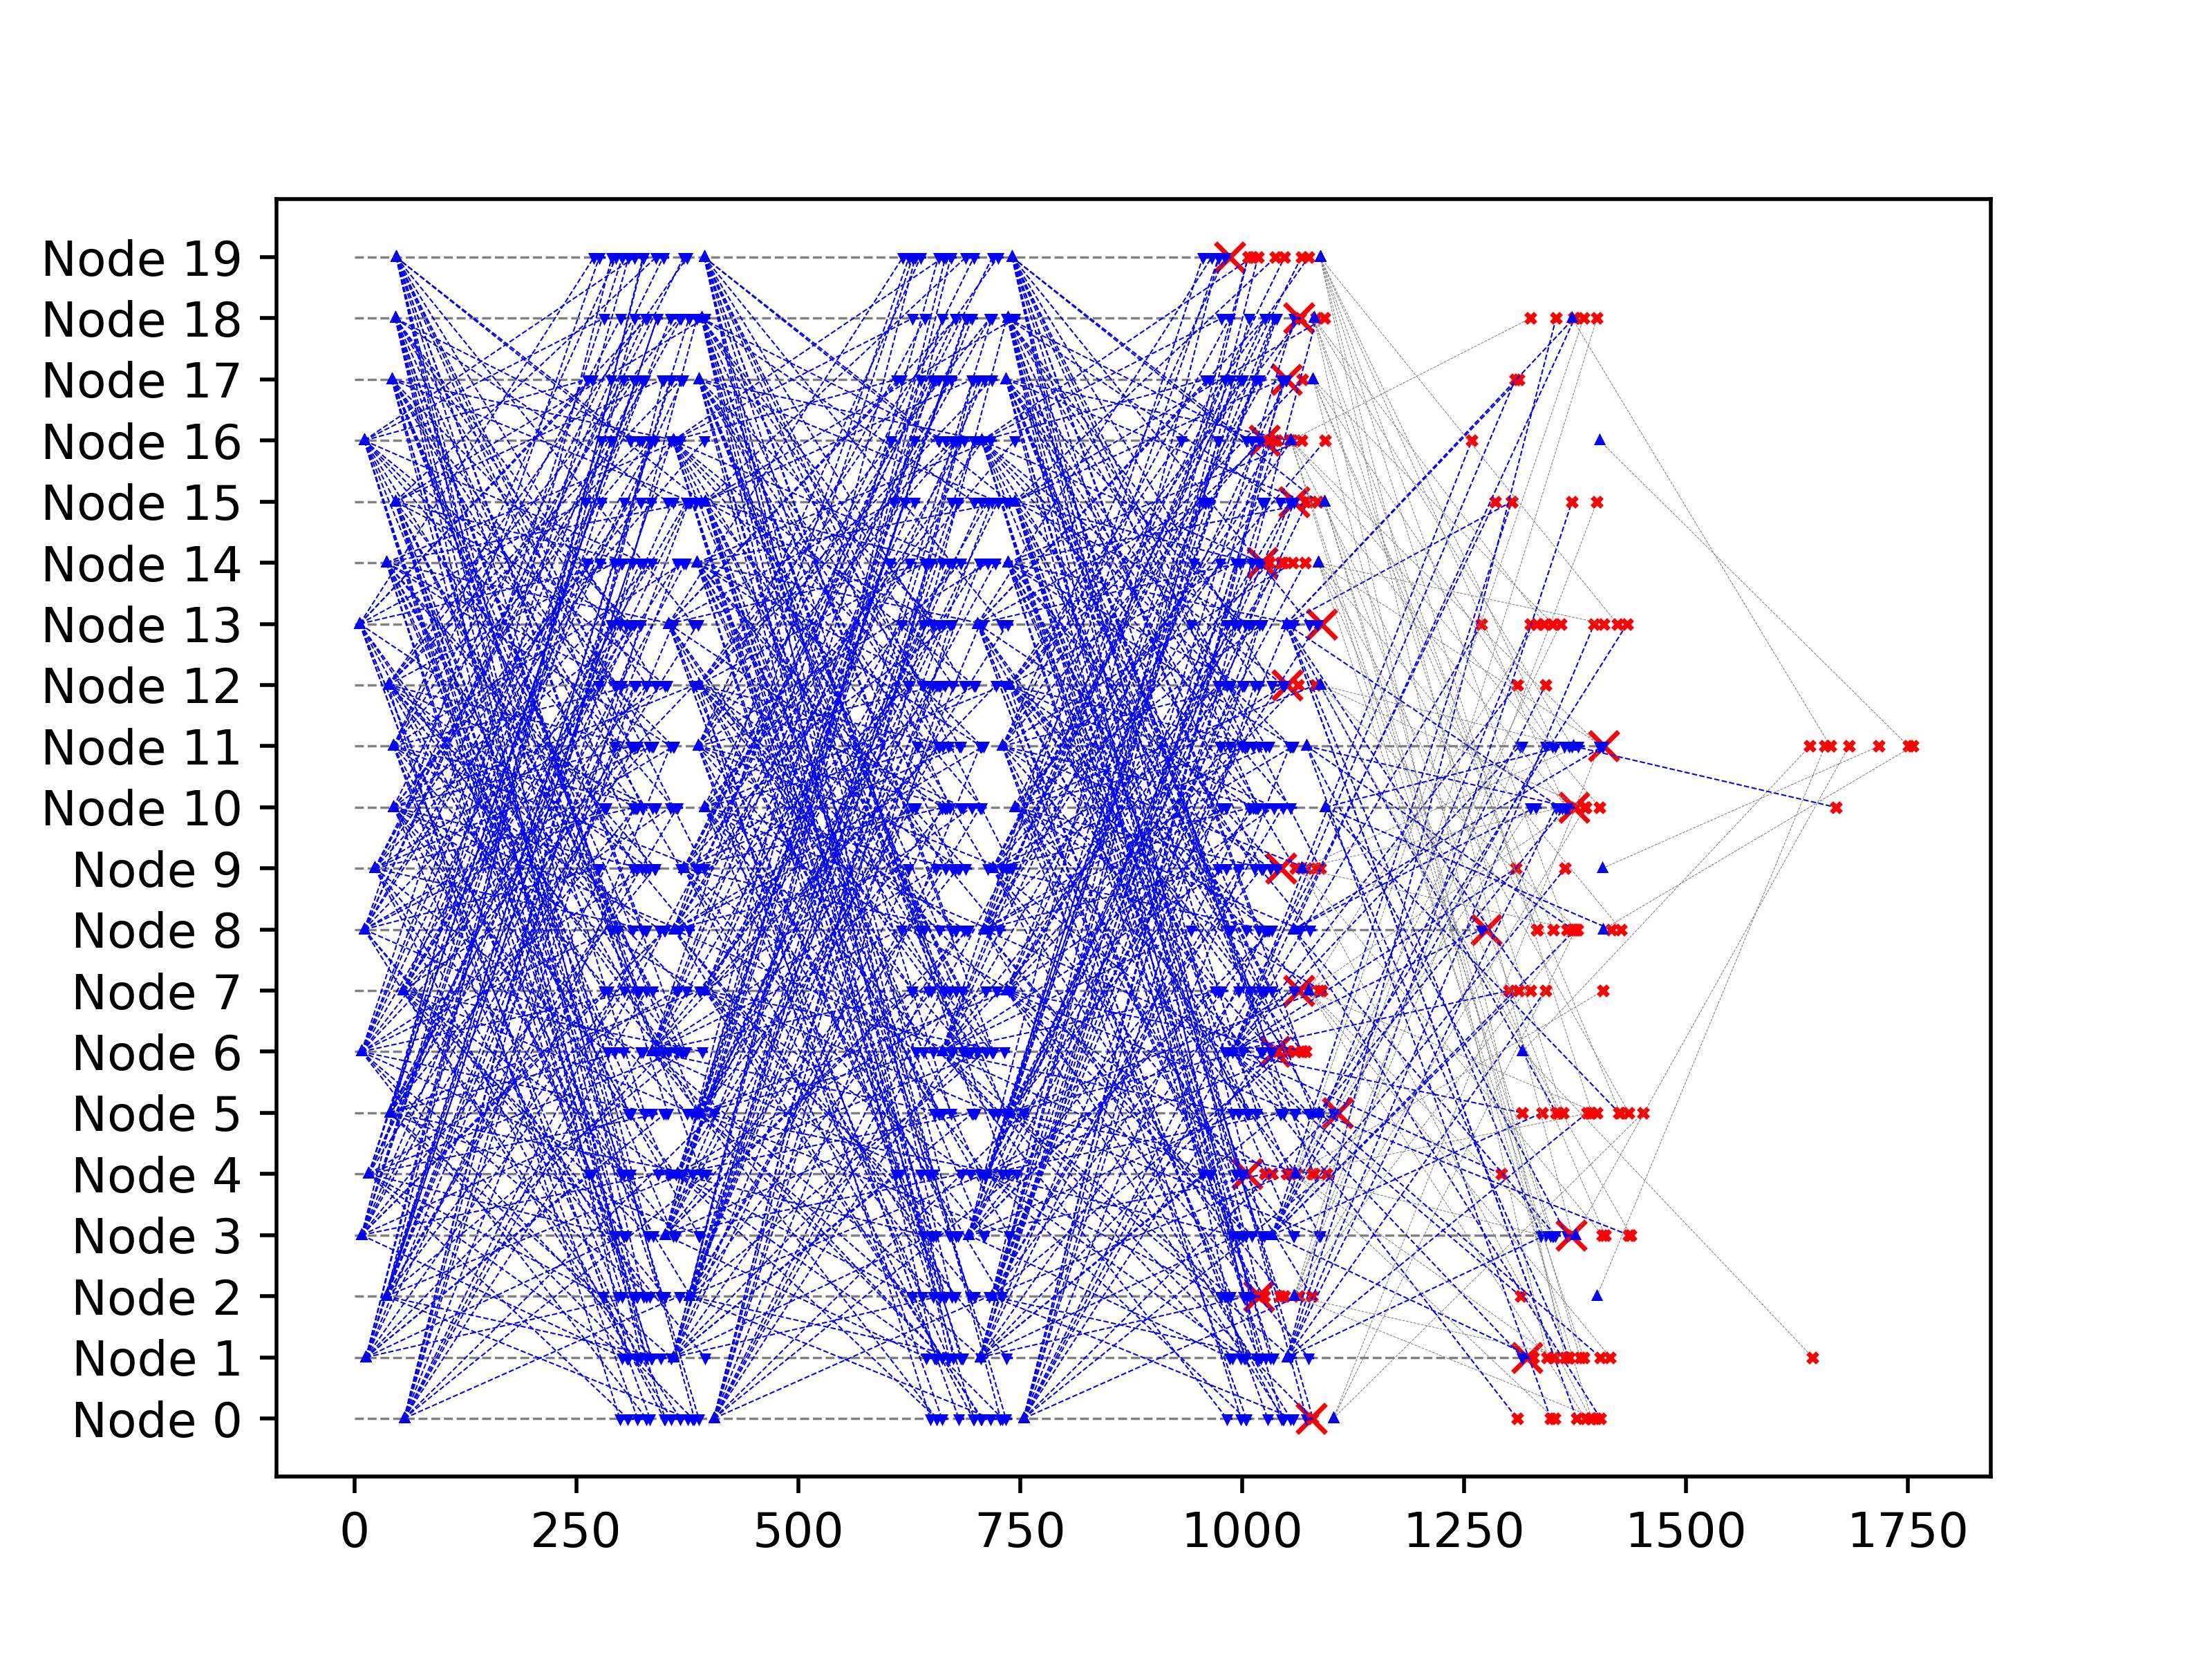 Node 19
Node 18
Node 17
Node 16
Node 15
Node 14
Node 13
Node 12
Node 11
Node 10
Node 9
Node 8
Node 7
Node 6
Node 5
Node 4
Node 3
Node 2
Node 1
Node 0
0 250 500 750 1000 1250 1500 1750